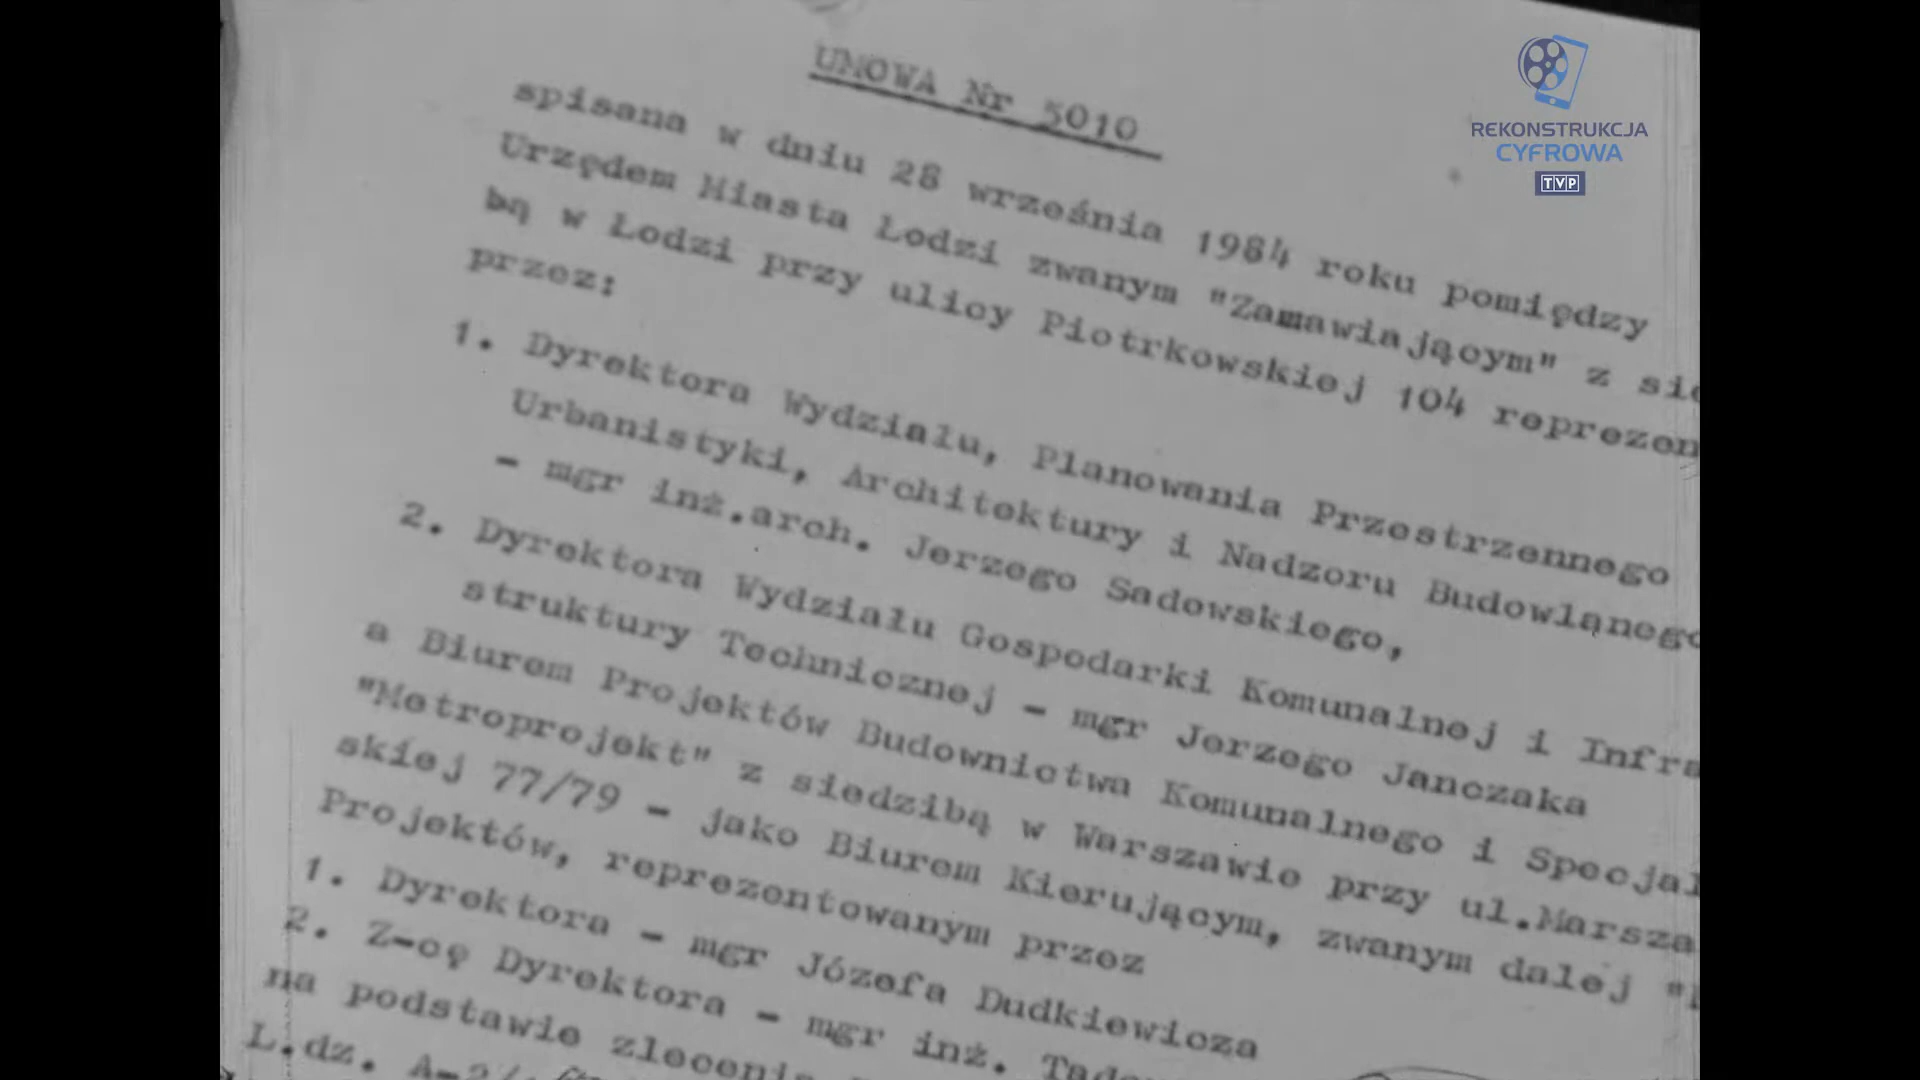 UMOWA Nr 5010
spisana w dniu 28 września 1984 roku pomiędzy
Urzędem Miasta Łodzi zwanym "Zamawiającym" z sie
bą w Łodzi przy ulicy Piotrkowskiej 104 reprezen
przez:
1. Dyrektora Wydziału, Planowania Przestrzennego
Urbanistyki, Architektury i Nadzoru Budowlanego
- mgr inż.arch. Jerzego Sadowskiego,
2. Dyrektora Wydziału Gospodarki Komunalnej i Infra
struktury Technicznej - mgr Jerzego Janczaka
a Biurem Projektów Budownictwa Komunalnego i Specjal
"Metroprojekt" z siedzibą w Warszawie przy ul.Marsza
skiej 77/79 - jako Biurem Kierującym, zwanym dalej
Projektów, reprezentowanym przez
1. Dyrektora - mgr Józefa Dudkiewicza
2. Z-cę Dyrektora - mgr inż.
na podstawie zlecenia
L.dz.
REKONSTRUKCJA
CYFROWA
TVP